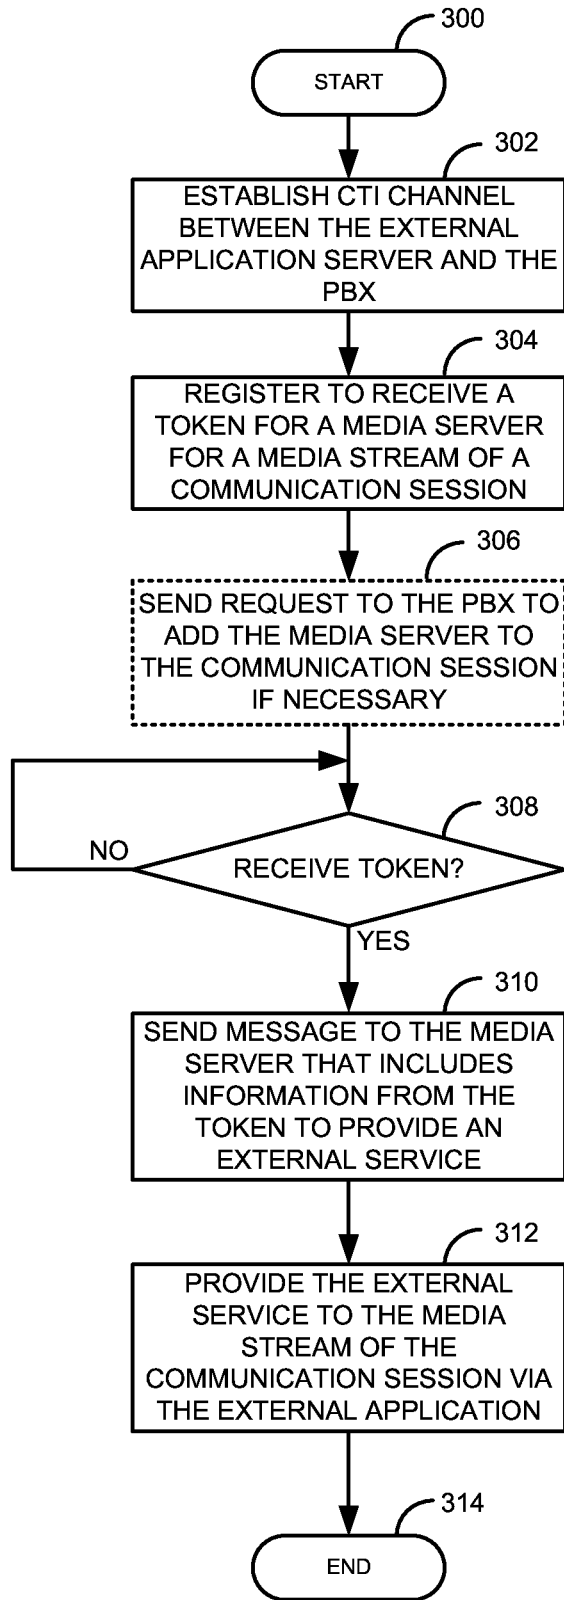 300
START
302
ESTABLISH CTI CHANNEL
BETWEEN THE EXTERNAL
APPLICATION SERVER AND THE
PBX
304
REGISTER TO RECEIVE A
TOKEN FOR A MEDIA SERVER
FOR A MEDIA STREAM OF A
COMMUNICATION SESSION
306
SEND REQUEST TO THE PBX TO
ADD THE MEDIA SERVER TO
THE COMMUNICATION SESSION
IF NECESSARY
308
NO
RECEIVE TOKEN?
YES
310
SEND MESSAGE TO THE MEDIA
SERVER THAT INCLUDES
INFORMATION FROM THE
TOKEN TO PROVIDE AN
EXTERNAL SERVICE
312
PROVIDE THE EXTERNAL
SERVICE TO THE MEDIA
STREAM OF THE
COMMUNICATION SESSION VIA
THE EXTERNAL APPLICATION
314
END